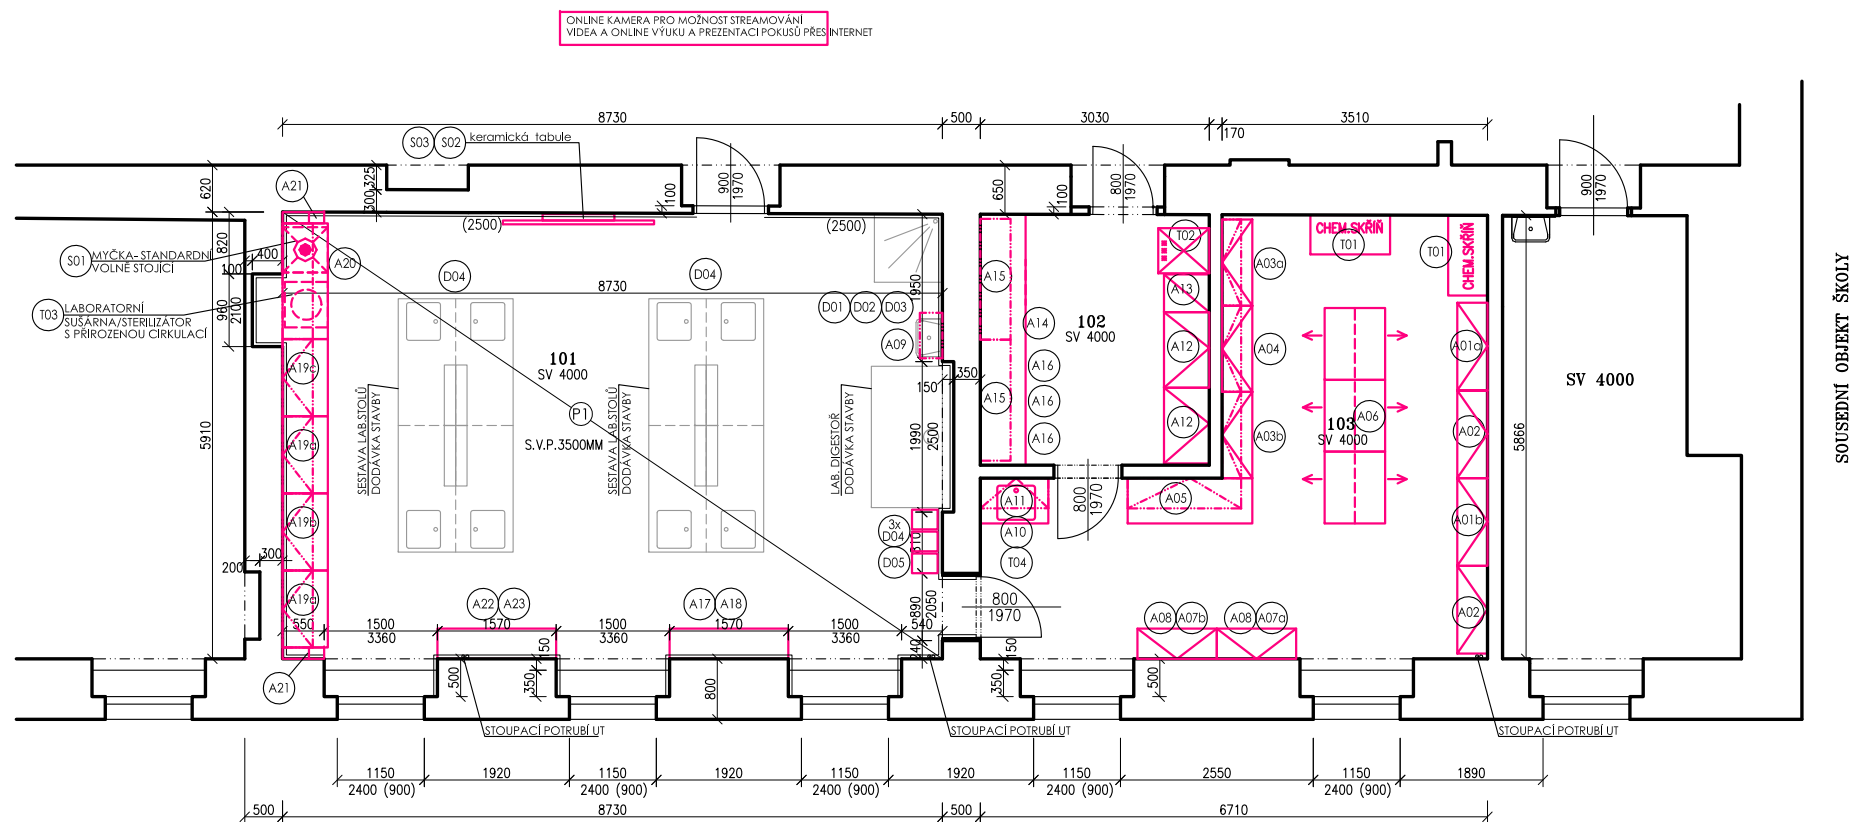 ONLINE KAMERA PRO MOŽNOST STREAMOVÁNÍ
VIDEA A ONLINE VÝUKU A PREZENTACI POKUSŮ PŘES INTERNET
8730
500
3030
170
3510
S03
S02
keramická tabule
620
300
325
100
900
1970
650
100
800
1970
900
1970
A21
(2500)
(2500)
S01
MYČKA- STANDARDNÍ
VOLNĚ STOJÍCÍ
820
400
100
A20
D04
D04
8730
T03
LABORATORNÍ
SUŠÁRNA/STERILIZÁTOR
S PŘIROZENOU CIRKULACÍ
960
2100
D01
D02
D03
A09
1950
A15
A14
A16
A15
A16
A16
102
SV 4000
T02
A13
A12
A12
A03a
A04
A03b
CHEM.SKŘÍŇ
T01
T01
CHEM.SKŘÍŇ
A01a
A06
103
SV 4000
A02
A01b
A02
SV 4000
5866
SOUSEDNÍ OBJEKT ŠKOLY
A19c
A19a
A19b
A19a
101
SV 4000
P1
S.V.P.3500MM
SESTAVA LAB.STOLŮ
DODÁVKA STAVBY
SESTAVA LAB.STOLŮ
DODÁVKA STAVBY
LAB. DIGESTOŘ
DODÁVKA STAVBY
150
350
1990
2500
5910
200
300
3x
D04
D05
810
A11
A10
T04
800
1970
A05
A22
A23
A17
A18
890
2050
800
1970
A08
A07b
A08
A07a
550
1500
3360
1570
1500
3360
1570
1500
3360
540
240
150
150
A21
500
350
800
350
500
STOUPACÍ POTRUBÍ UT
STOUPACÍ POTRUBÍ UT
STOUPACÍ POTRUBÍ UT
1150
2400 (900)
1920
1150
2400 (900)
1920
1150
2400 (900)
1920
1150
2400 (900)
2550
1150
2400 (900)
1890
500
8730
500
6710